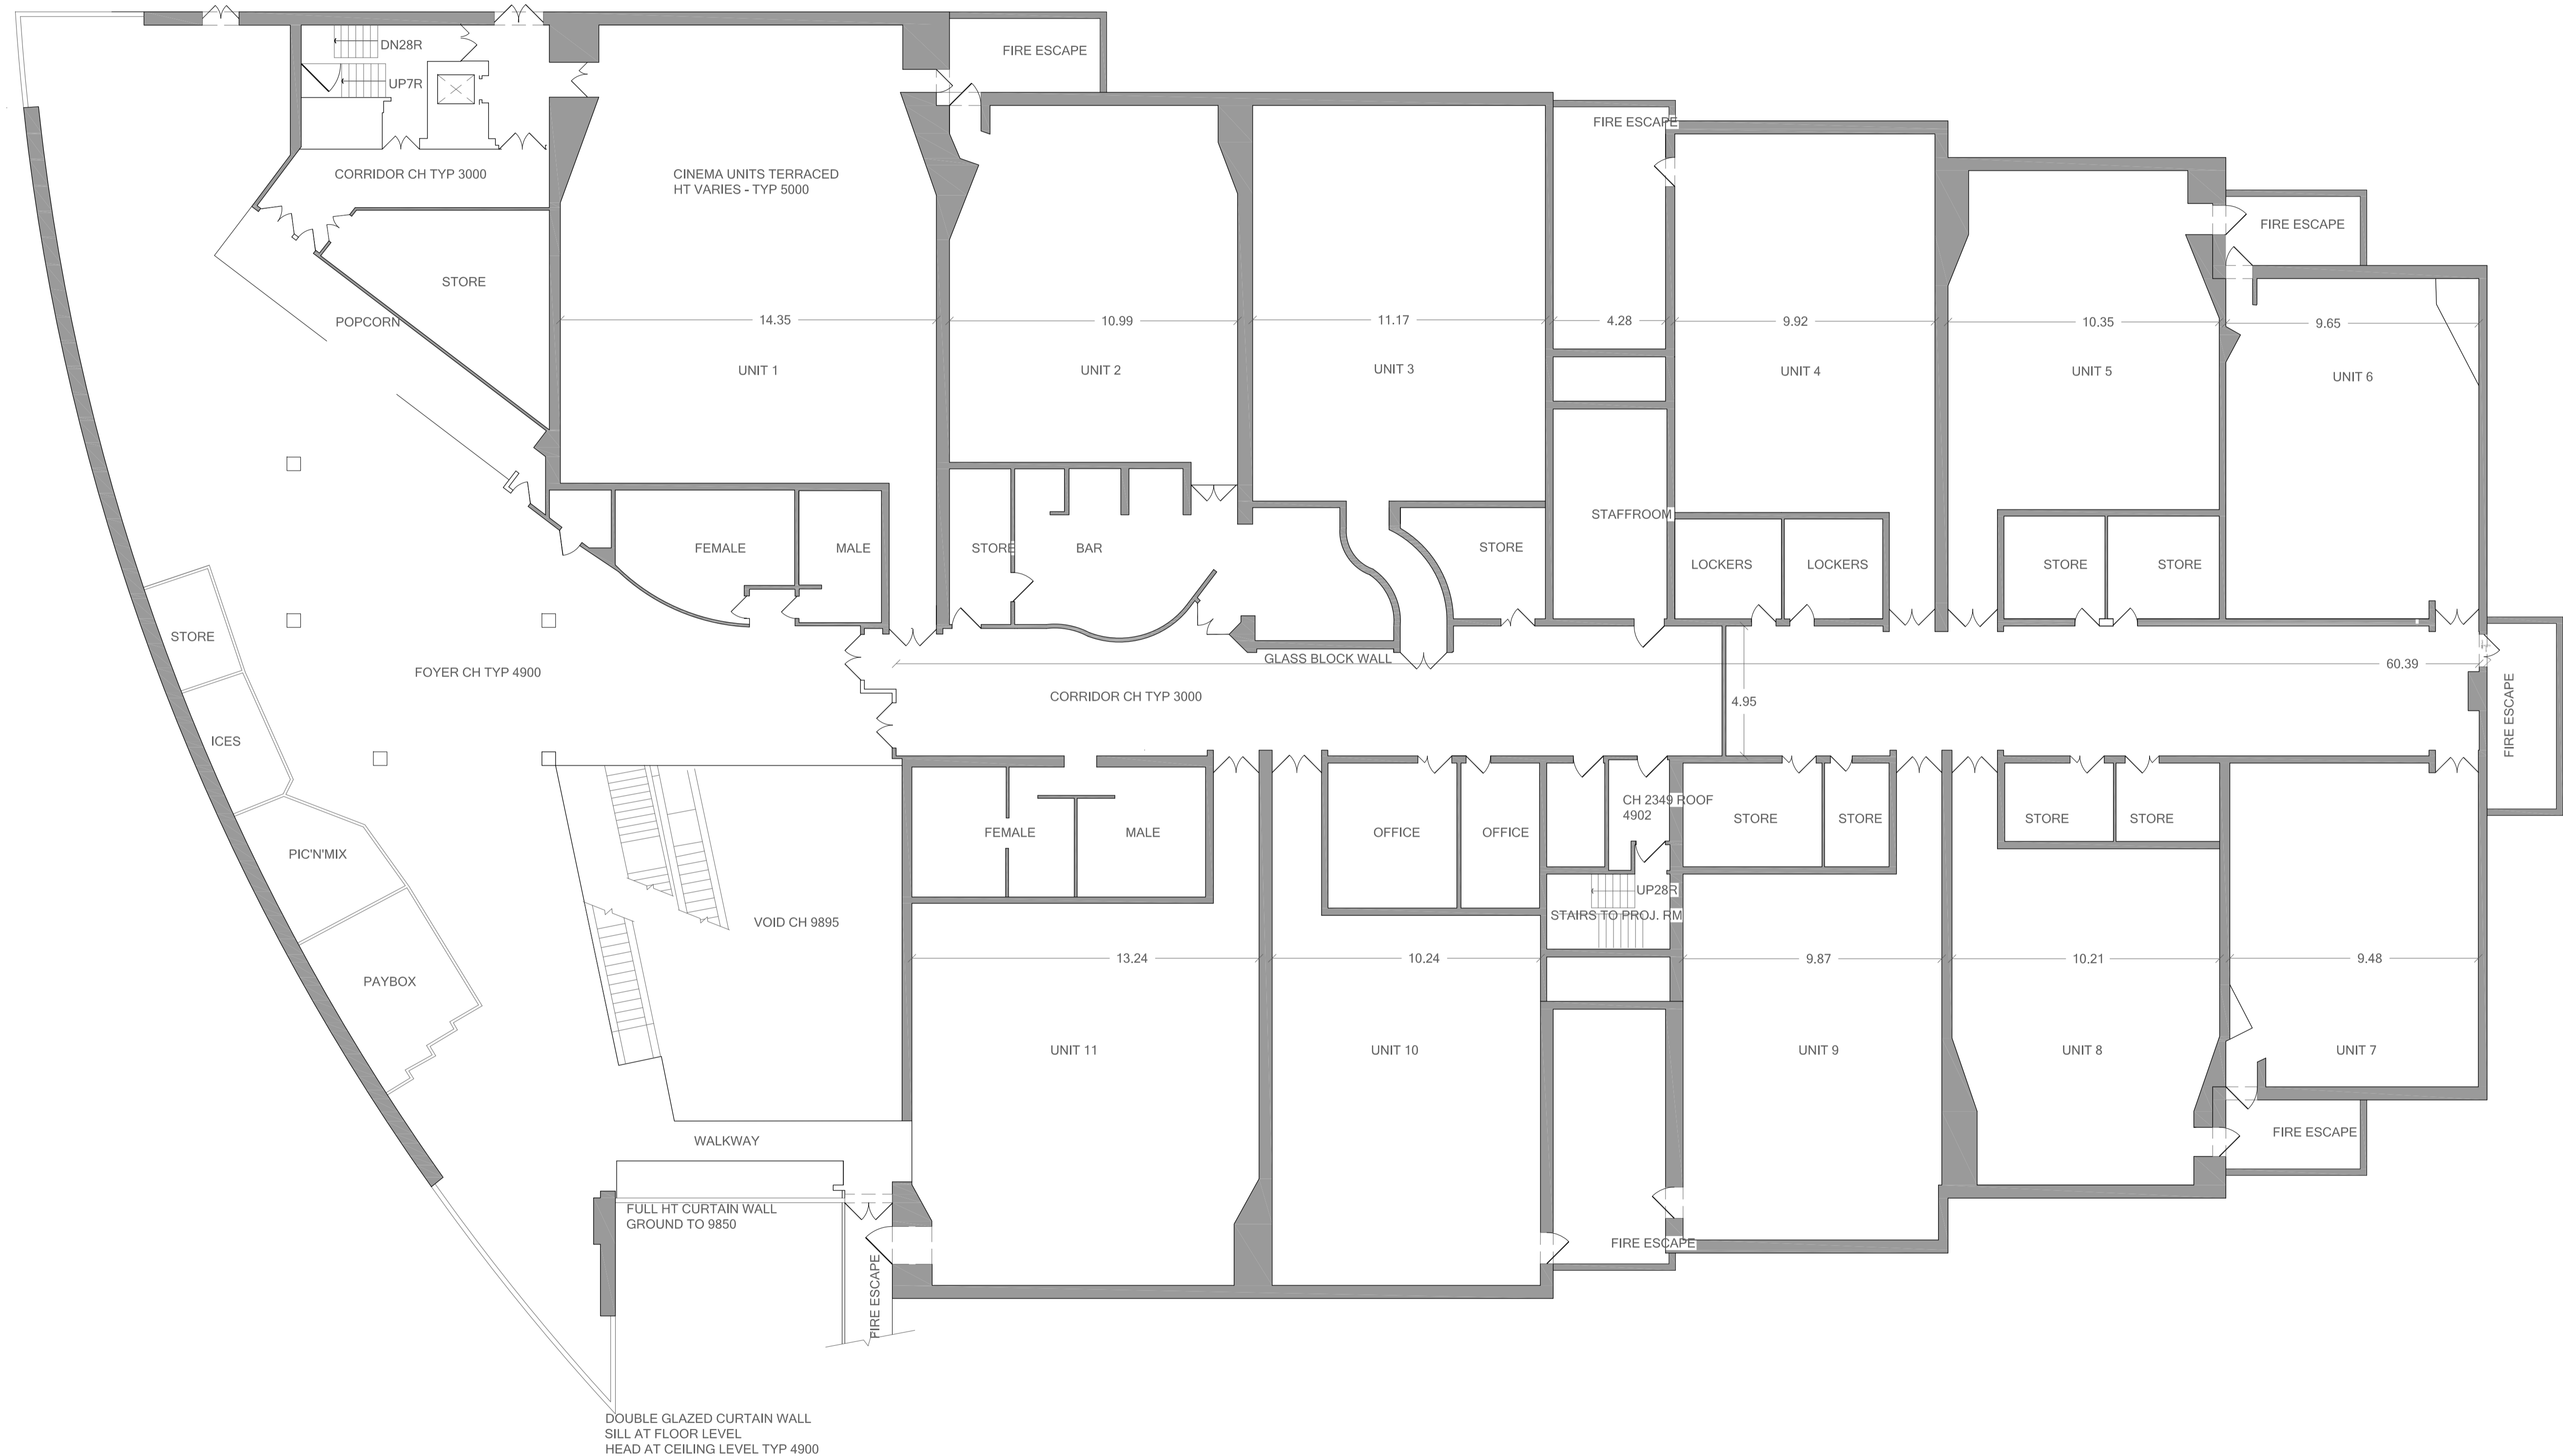 DN28R
FIRE ESCAPE
UP7R
FIRE ESCAPE
CORRIDOR CH TYP 3000
CINEMA UNITS TERRACED
HT VARIES - TYP 5000
FIRE ESCAPE
STORE
POPCORN
14.35
10.99
11.17
4.28
9.92
10.35
9.65
UNIT 1
UNIT 2
UNIT 3
UNIT 4
UNIT 5
UNIT 6
STAFFROOM
FEMALE
MALE
STORE
BAR
STORE
LOCKERS
LOCKERS
STORE
STORE
STORE
FOYER CH TYP 4900
GLASS BLOCK WALL
60.39
CORRIDOR CH TYP 3000
4.95
FIRE ESCAPE
ICES
PIC'N'MIX
FEMALE
MALE
OFFICE
OFFICE
CH 2349 ROOF
4902
STORE
STORE
STORE
STORE
UP28R
STAIRS TO PROJ. RM
VOID CH 9895
PAYBOX
13.24
10.24
9.87
10.21
9.48
UNIT 11
UNIT 10
UNIT 9
UNIT 8
UNIT 7
WALKWAY
FIRE ESCAPE
FULL HT CURTAIN WALL
GROUND TO 9850
FIRE ESCAPE
FIRE ESCAPE
DOUBLE GLAZED CURTAIN WALL
SILL AT FLOOR LEVEL
HEAD AT CEILING LEVEL TYP 4900